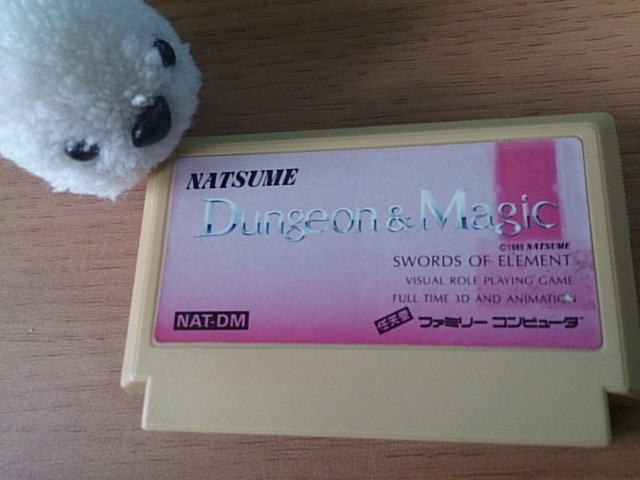 NATSUME
Dungeon & Magic
©1989 NATSUME
SWORDS OF ELEMENT
VISUAL ROLE PLAYING GAME
FULL TIME 3D AND ANIMATION
NAT-DM
任天堂 ファミリー コンピュータ